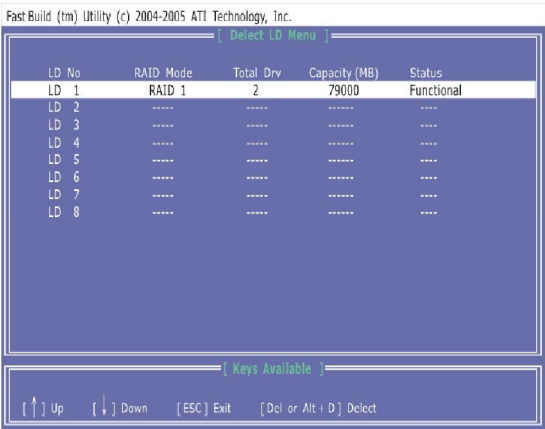 Fast Build (tm) Utility (c) 2004-2005 ATI Technology, Inc.
[ Delect LD Menu ]
LD No RAID Mode Total Drv Capacity (MB) Status
LD 1 RAID 1 2 79000 Functional
LD 2 ----- ----- ------ ----
LD 3 ----- ----- ------ ----
LD 4 ----- ----- ------ ----
LD 5 ----- ----- ------ ----
LD 6 ----- ----- ------ ----
LD 7 ----- ----- ------ ----
LD 8 ----- ----- ------ ----
[ Keys Available ]
[↑] Up [↓] Down [ESC] Exit [Del or Alt+D] Delect